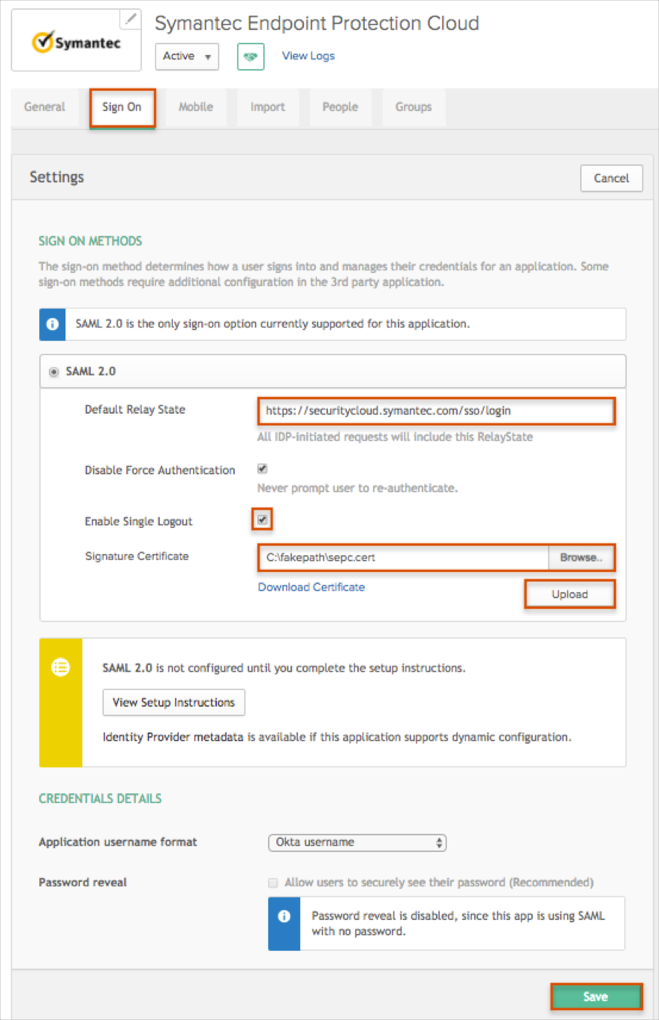 Symantec
Symantec Endpoint Protection Cloud
Active
View Logs
General
Sign On
Mobile
Import
People
Groups
Settings
Cancel
SIGN ON METHODS
The sign-on method determines how a user signs into and manages their credentials for an application. Some
sign-on methods require additional configuration in the 3rd party application.
SAML 2.0 is the only sign-on option currently supported for this application.
SAML 2.0
Default Relay State
https://securitycloud.symantec.com/sso/login
All IDP-initiated requests will include this RelayState
Disable Force Authentication
Never prompt user to re-authenticate.
Enable Single Logout
Signature Certificate
C:\fakepath\sepc.cert
Browse..
Download Certificate
Upload
SAML 2.0 is not configured until you complete the setup instructions.
View Setup Instructions
Identity Provider metadata is available if this application supports dynamic configuration.
CREDENTIALS DETAILS
Application username format
Okta username
Password reveal
Allow users to securely see their password (Recommended)
Password reveal is disabled, since this app is using SAML
with no password.
Save